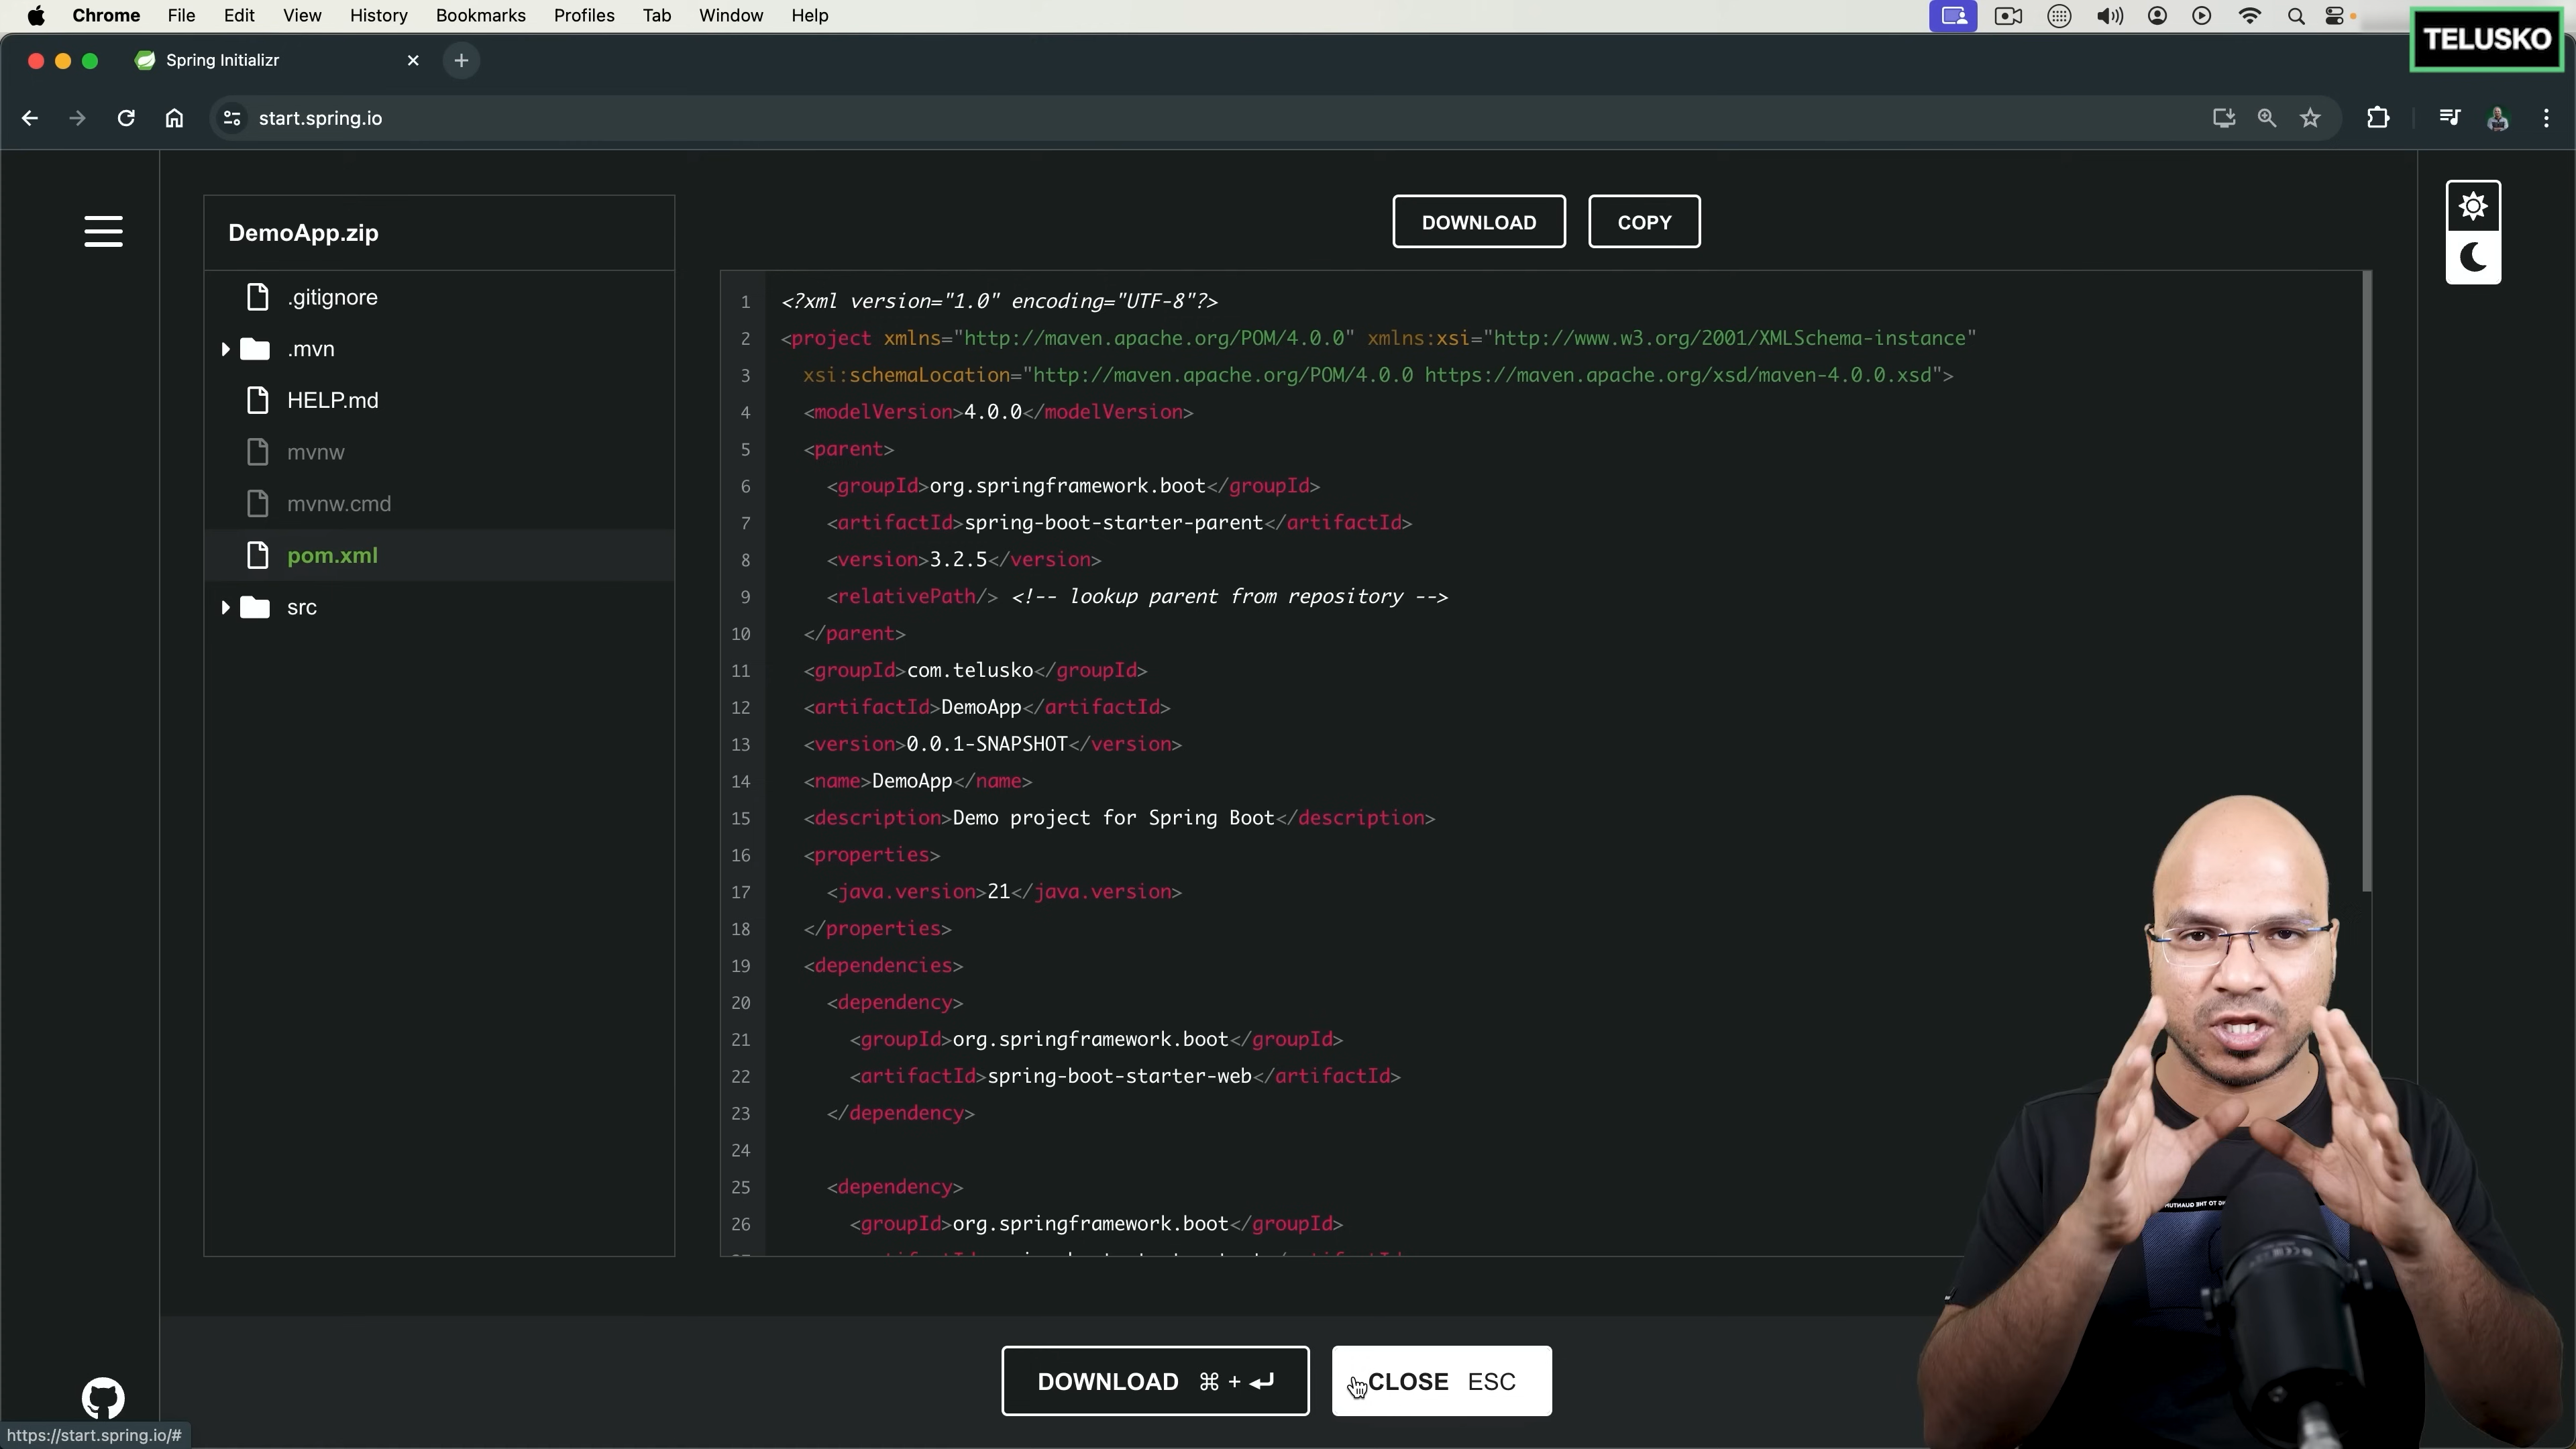 Chrome File Edit View History Bookmarks Profiles Tab Window Help
TELUSKO
Spring Initializr
start.spring.io
DemoApp.zip
DOWNLOAD COPY
.gitignore
.mvn
HELP.md
mvnw
mvnw.cmd
pom.xml
src
1 <?xml version="1.0" encoding="UTF-8"?>
2 <project xmlns="http://maven.apache.org/POM/4.0.0" xmlns:xsi="http://www.w3.org/2001/XMLSchema-instance"
3 xsi:schemaLocation="http://maven.apache.org/POM/4.0.0 https://maven.apache.org/xsd/maven-4.0.0.xsd">
4 <modelVersion>4.0.0</modelVersion>
5 <parent>
6 <groupId>org.springframework.boot</groupId>
7 <artifactId>spring-boot-starter-parent</artifactId>
8 <version>3.2.5</version>
9 <relativePath/> <!-- lookup parent from repository -->
10 </parent>
11 <groupId>com.telusko</groupId>
12 <artifactId>DemoApp</artifactId>
13 <version>0.0.1-SNAPSHOT</version>
14 <name>DemoApp</name>
15 <description>Demo project for Spring Boot</description>
16 <properties>
17 <java.version>21</java.version>
18 </properties>
19 <dependencies>
20 <dependency>
21 <groupId>org.springframework.boot</groupId>
22 <artifactId>spring-boot-starter-web</artifactId>
23 </dependency>
24
25 <dependency>
26 <groupId>org.springframework.boot</groupId>
DOWNLOAD ⌘ + ↵
CLOSE ESC
https://start.spring.io/#